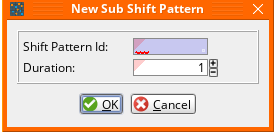 New Sub Shift Pattern
Shift Pattern Id:
Duration: 1
OK Cancel